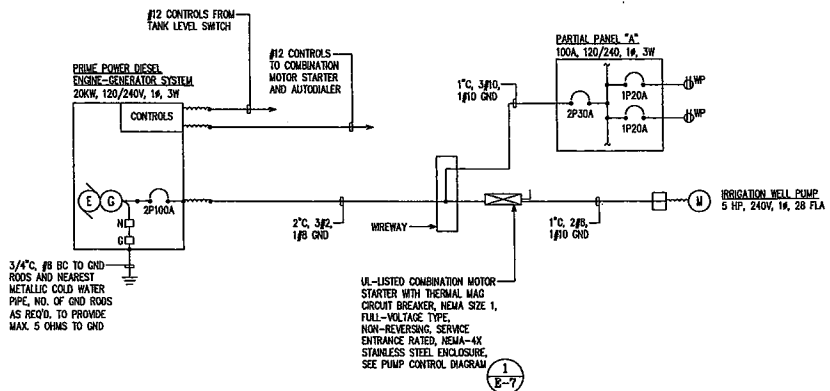 #12 CONTROLS FROM
TANK LEVEL SWITCH
#12 CONTROLS
TO COMBINATION
MOTOR STARTER
AND AUTODIALER
PRIME POWER DIESEL
ENGINE-GENERATOR SYSTEM
20KW, 120/240V, 1ø, 3W
CONTROLS
E
G
2P100A
N
G
3/4"C, #8 BC TO GND
RODS AND NEAREST
METALLIC COLD WATER
PIPE, NO. OF GND RODS
AS REQ'D. TO PROVIDE
MAX. 5 OHMS TO GND
2"C, 3#2,
1#8 GND
WIREWAY
1"C, 3#10,
1#10 GND
PARTIAL PANEL "A"
100A, 120/240, 1ø, 3W
2P30A
1P20A
WP
1P20A
WP
1"C, 2#8,
1#10 GND
M
IRRIGATION WELL PUMP
5 HP, 240V, 1ø, 28 FLA
UL-LISTED COMBINATION MOTOR
STARTER WITH THERMAL MAG
CIRCUIT BREAKER, NEMA SIZE 1,
FULL-VOLTAGE TYPE,
NON-REVERSING, SERVICE
ENTRANCE RATED, NEMA-4X
STAINLESS STEEL ENCLOSURE,
SEE PUMP CONTROL DIAGRAM
1
E-7